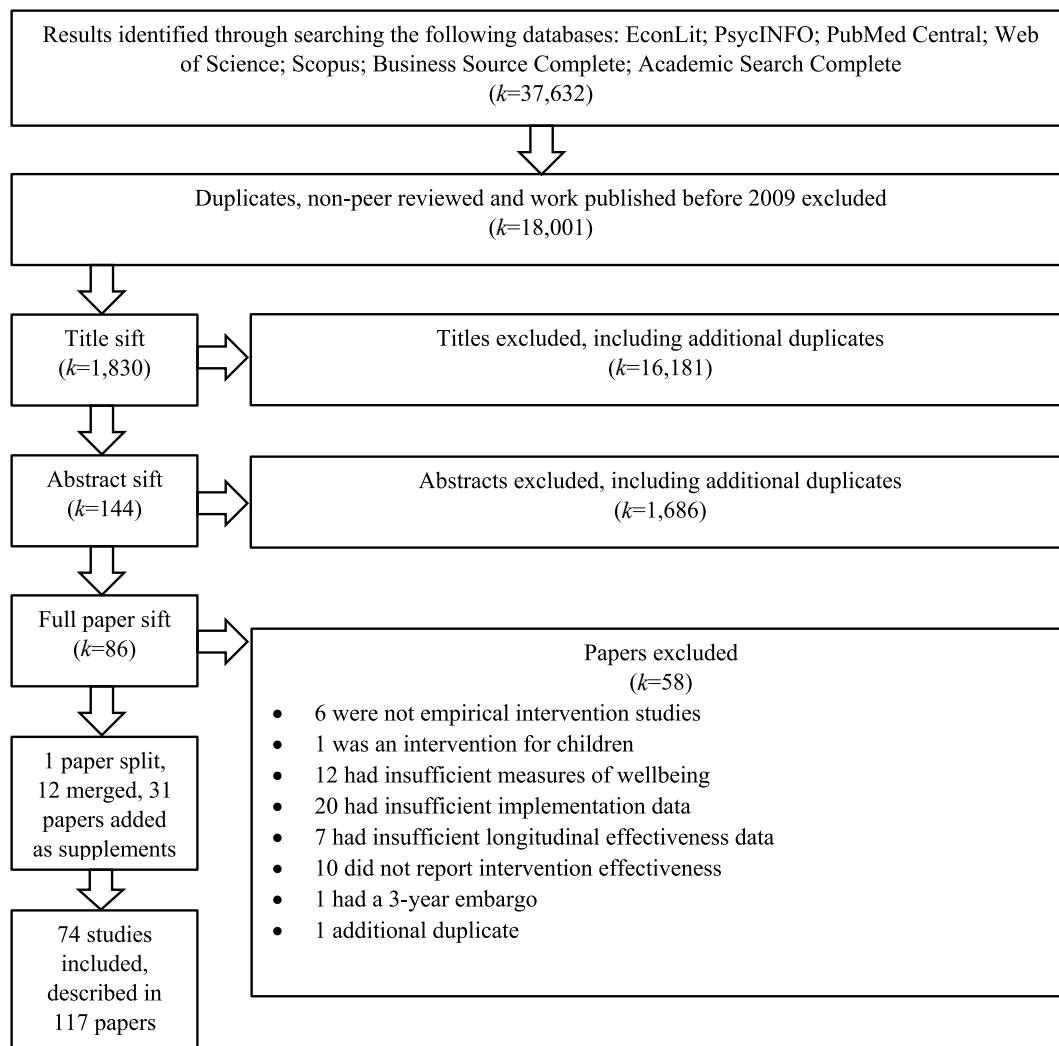 Results identified through searching the following databases: EconLit; PsycINFO; PubMed Central; Web
of Science; Scopus; Business Source Complete; Academic Search Complete
(k=37,632)
Duplicates, non-peer reviewed and work published before 2009 excluded
(k=18,001)
Title sift
(k=1,830)
Titles excluded, including additional duplicates
(k=16,181)
Abstract sift
(k=144)
Abstracts excluded, including additional duplicates
(k=1,686)
Full paper sift
(k=86)
Papers excluded
(k=58)
• 6 were not empirical intervention studies
• 1 was an intervention for children
• 12 had insufficient measures of wellbeing
• 20 had insufficient implementation data
• 7 had insufficient longitudinal effectiveness data
• 10 did not report intervention effectiveness
• 1 had a 3-year embargo
• 1 additional duplicate
1 paper split,
12 merged, 31
papers added
as supplements
74 studies
included,
described in
117 papers